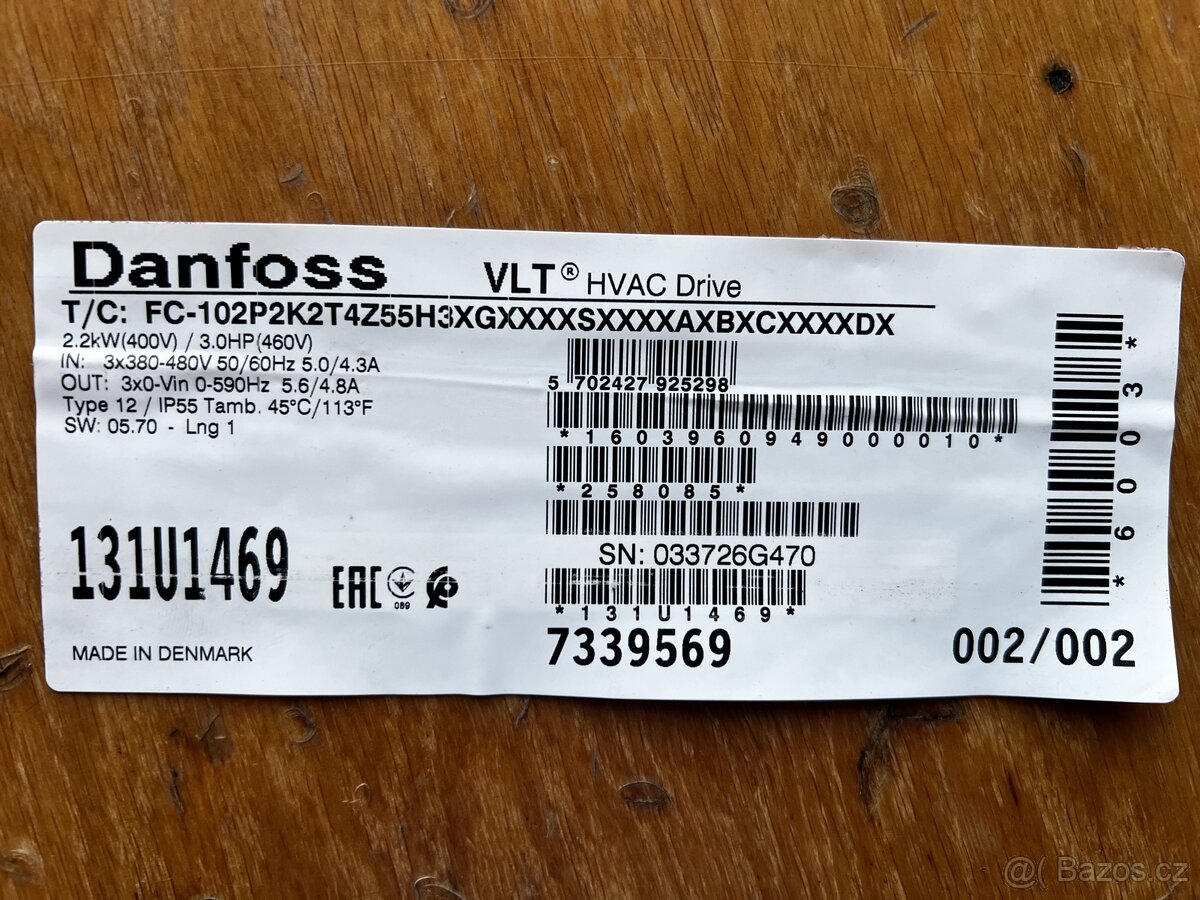 Danfoss VLT® HVAC Drive
T/C: FC-102P2K2T4Z55H3XGXXXXSXXXXAXBXCXXXXDX
2.2kW(400V) / 3.0HP(460V)
IN: 3x380-480V 50/60Hz 5.0/4.3A
OUT: 3x0-Vin 0-590Hz 5.6/4.8A
Type 12 / IP55 Tamb. 45°C/113°F
SW: 05.70 - Lng 1
5 702427 925298
*160396094900010*
*258085*
SN: 033726G470
*131U1469*
7339569
131U1469
EAC
089
MADE IN DENMARK
*6003*
002/002
@( Bazos.cz